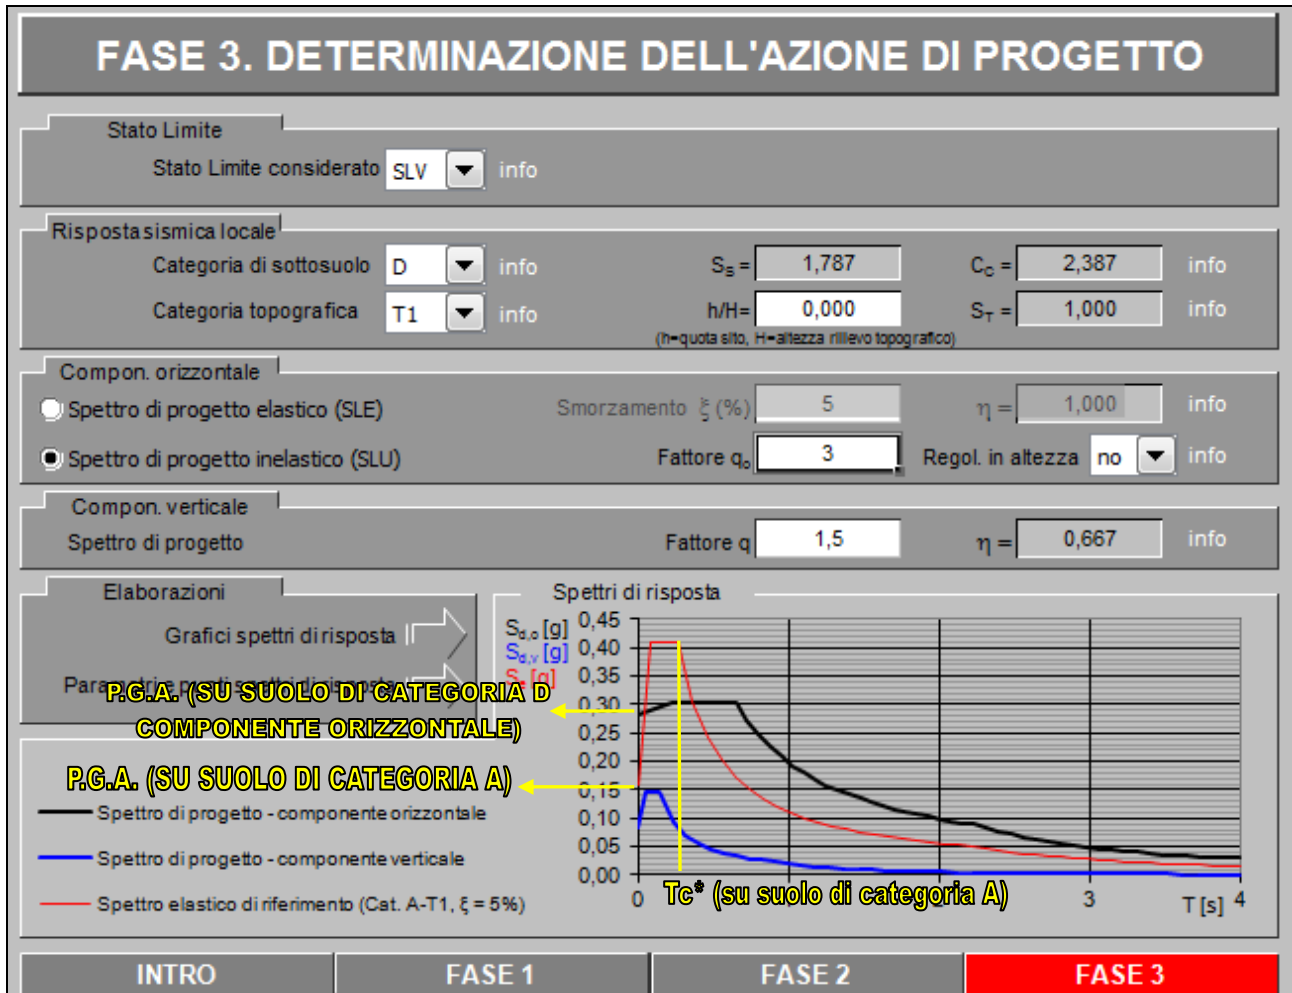 FASE 3. DETERMINAZIONE DELL'AZIONE DI PROGETTO
Stato Limite
Stato Limite considerato SLV info
Risposta sismica locale
Categoria di sottosuolo D info SS = 1,787 CC = 2,387 info
Categoria topografica T1 info h/H= 0,000 ST = 1,000 info
(h=quota sito, H=altezza rilievo topografico)
Compon. orizzontale
Spettro di progetto elastico (SLE) Smorzamento ξ (%) 5 η = 1,000 info
Spettro di progetto inelastico (SLU) Fattore qo 3 Regol. in altezza no info
Compon. verticale
Spettro di progetto Fattore q 1,5 η = 0,667 info
Elaborazioni
Grafici spettri di risposta
Parametri e punti spettri di risposta
Spettri di risposta
Sd,o [g]
Sd,v [g]
Se [g]
0,45
0,40
0,35
0,30
0,25
0,20
0,15
0,10
0,05
0,00
P.G.A. (SU SUOLO DI CATEGORIA D
COMPONENTE ORIZZONTALE)
P.G.A. (SU SUOLO DI CATEGORIA A)
Spettro di progetto - componente orizzontale
Spettro di progetto - componente verticale
Spettro elastico di riferimento (Cat. A-T1, ξ = 5%)
Tc* (su suolo di categoria A)
0 3 T [s] 4
INTRO FASE 1 FASE 2 FASE 3